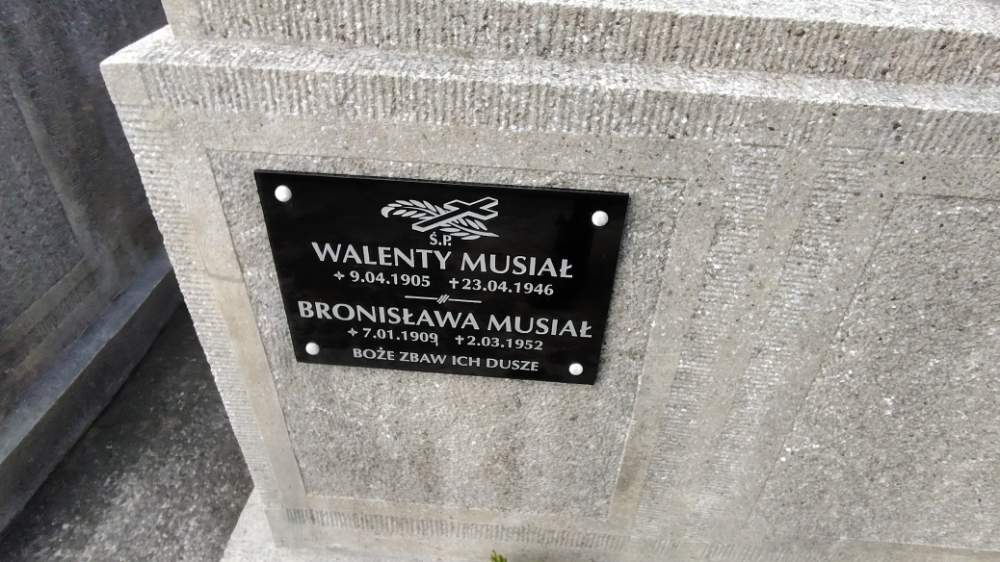 Ś.P.
WALENTY MUSIAŁ
✢ 9.04.1905 ✝ 23.04.1946
BRONISŁAWA MUSIAŁ
✢ 7.01.1909 ✝ 2.03.1952
BOŻE ZBAW ICH DUSZE